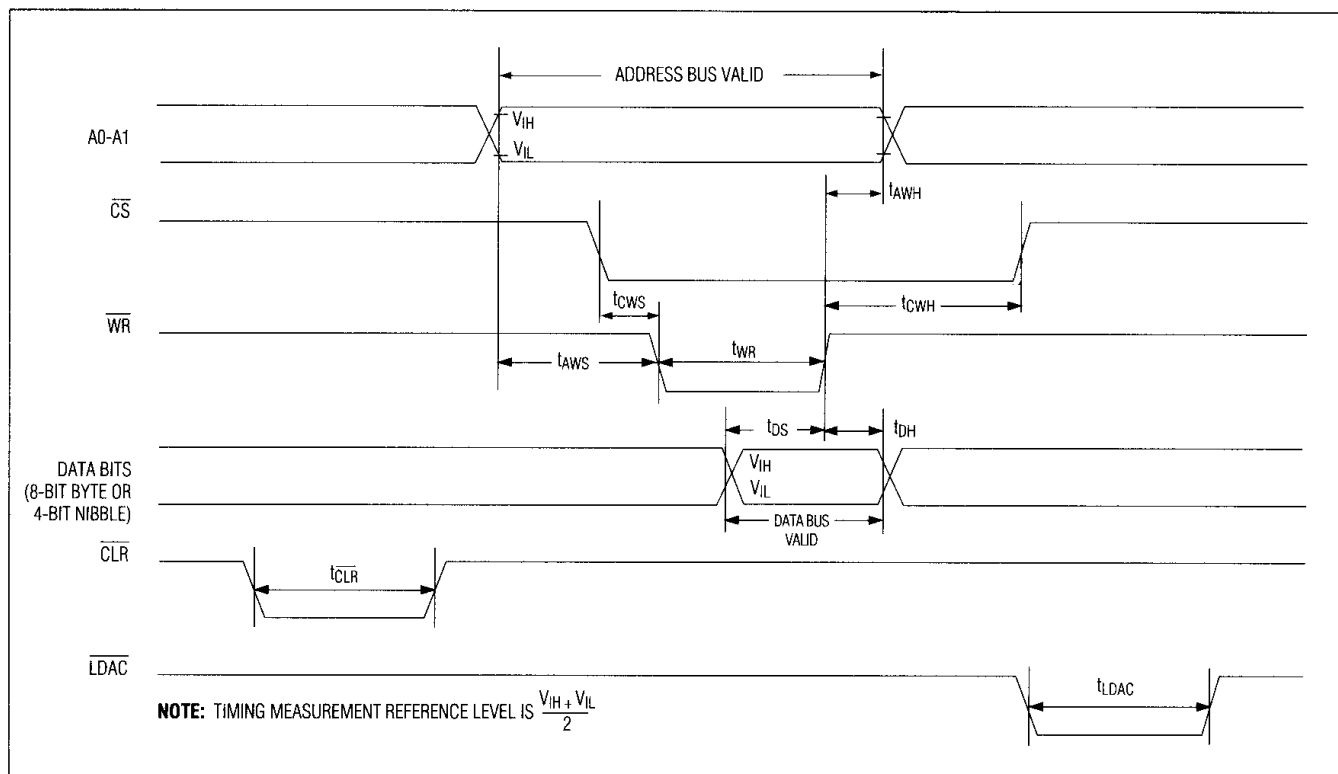 ADDRESS BUS VALID
A0-A1
VIH
VIL
tAWH
CS
tCWS
tCWH
WR
tAWS
tWR
tDS
tDH
DATA BITS
(8-BIT BYTE OR
4-BIT NIBBLE)
VIH
VIL
DATA BUS
VALID
CLR
tCLR
LDAC
tLDAC
NOTE: TIMING MEASUREMENT REFERENCE LEVEL IS VIH + VIL
2